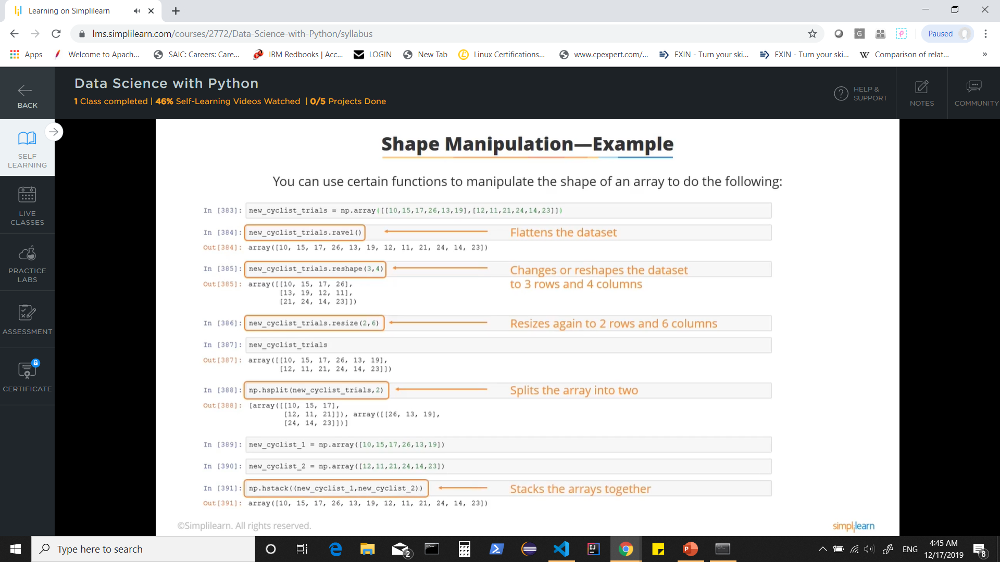 Learning on Simplilearn
lms.simplilearn.com/courses/2772/Data-Science-with-Python/syllabus
G
Paused
Apps
Welcome to Apach...
SAIC: Careers: Care...
IBM Redbooks | Acc...
LOGIN
New Tab
Linux Certifications...
www.cpexpert.com/...
EXIN - Turn your ski...
EXIN - Turn your ski...
W
Comparison of relat...
»
BACK
Data Science with Python
1 Class completed | 46% Self-Learning Videos Watched | 0/5 Projects Done
HELP &
SUPPORT
NOTES
COMMUNITY
SELF
LEARNING
LIVE
CLASSES
PRACTICE
LABS
ASSESSMENT
CERTIFICATE
Shape Manipulation—Example
You can use certain functions to manipulate the shape of an array to do the following:
In [383]: new_cyclist_trials = np.array([[10,15,17,26,13,19],[12,11,21,24,14,23]])
In [384]: new_cyclist_trials.ravel() Flattens the dataset
Out[384]: array([10, 15, 17, 26, 13, 19, 12, 11, 21, 24, 14, 23])
In [385]: new_cyclist_trials.reshape(3,4) Changes or reshapes the dataset
to 3 rows and 4 columns
Out[385]: array([[10, 15, 17, 26],
[13, 19, 12, 11],
[21, 24, 14, 23]])
In [386]: new_cyclist_trials.resize(2,6) Resizes again to 2 rows and 6 columns
In [387]: new_cyclist_trials
Out[387]: array([[10, 15, 17, 26, 13, 19],
[12, 11, 21, 24, 14, 23]])
In [388]: np.hsplit(new_cyclist_trials,2) Splits the array into two
Out[388]: [array([[10, 15, 17],
[12, 11, 21]]), array([[26, 13, 19],
[24, 14, 23]])]
In [389]: new_cyclist_1 = np.array([10,15,17,26,13,19])
In [390]: new_cyclist_2 = np.array([12,11,21,24,14,23])
In [391]: np.hstack((new_cyclist_1,new_cyclist_2)) Stacks the arrays together
Out[391]: array([10, 15, 17, 26, 13, 19, 12, 11, 21, 24, 14, 23])
©Simplilearn. All rights reserved.
simplilearn
Type here to search
2
IJ
P
ENG
4:45 AM
12/17/2019
8